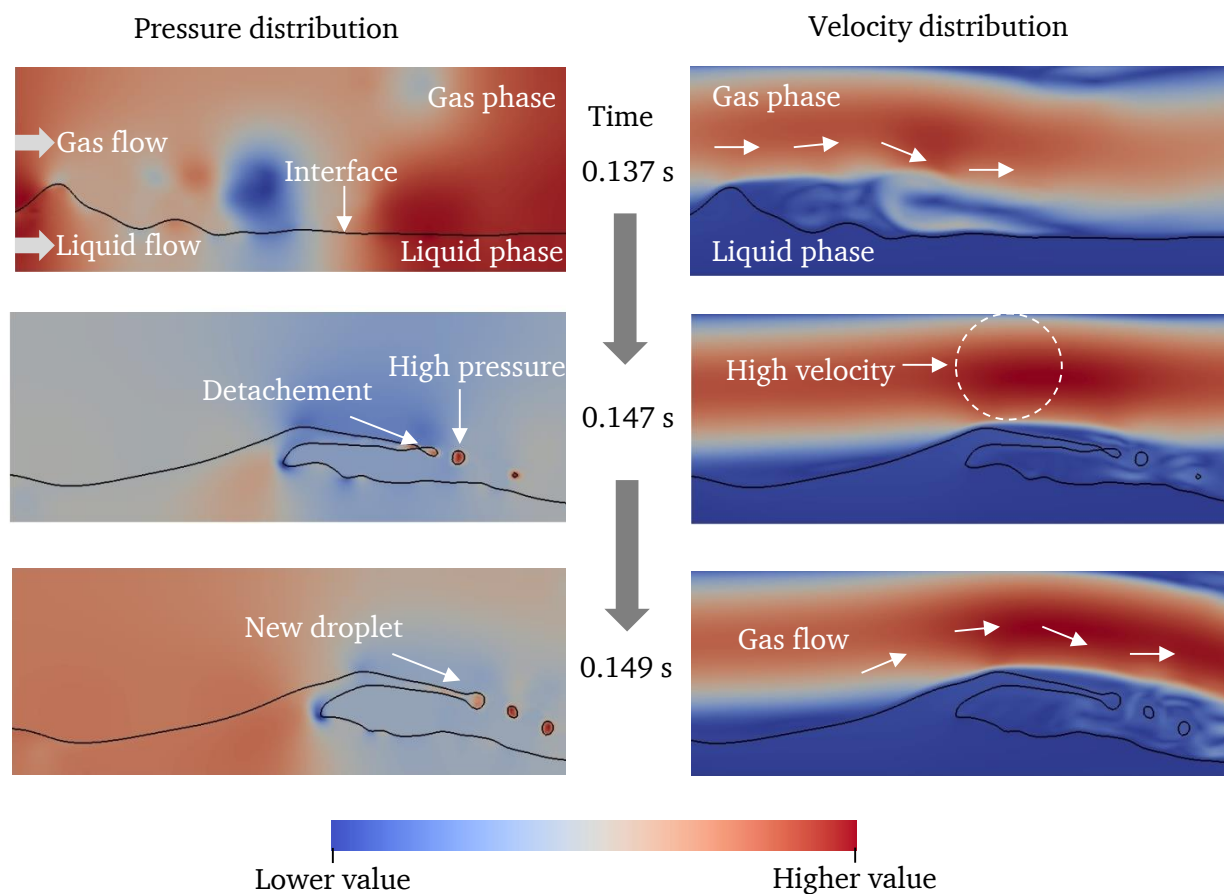 Pressure distribution
Velocity distribution
Gas phase
Gas flow
Interface
Liquid flow
Liquid phase
Time
0.137 s
Gas phase
Liquid phase
High pressure
Detachement
0.147 s
High velocity
New droplet
0.149 s
Gas flow
Lower value
Higher value